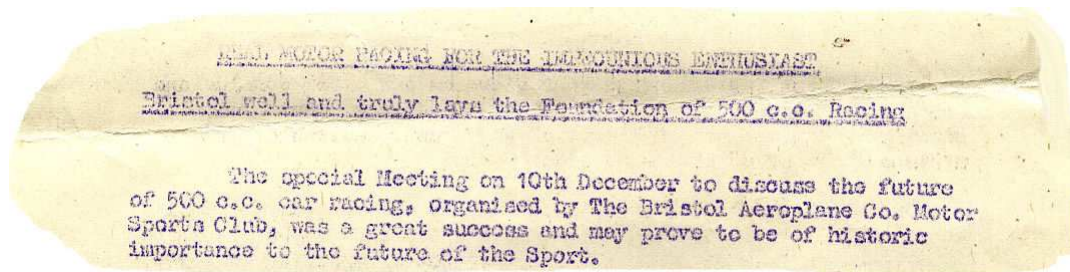 REAL MOTOR RACING FOR THE IMPECUNIOUS ENTHUSIAST
Bristol well and truly lays the Foundation of 500 c.c. Racing
The special Meeting on 10th December to discuss the future
of 500 c.c. car racing, organised by The Bristol Aeroplane Co. Motor
Sports Club, was a great success and may prove to be of historic
importance to the future of the Sport.